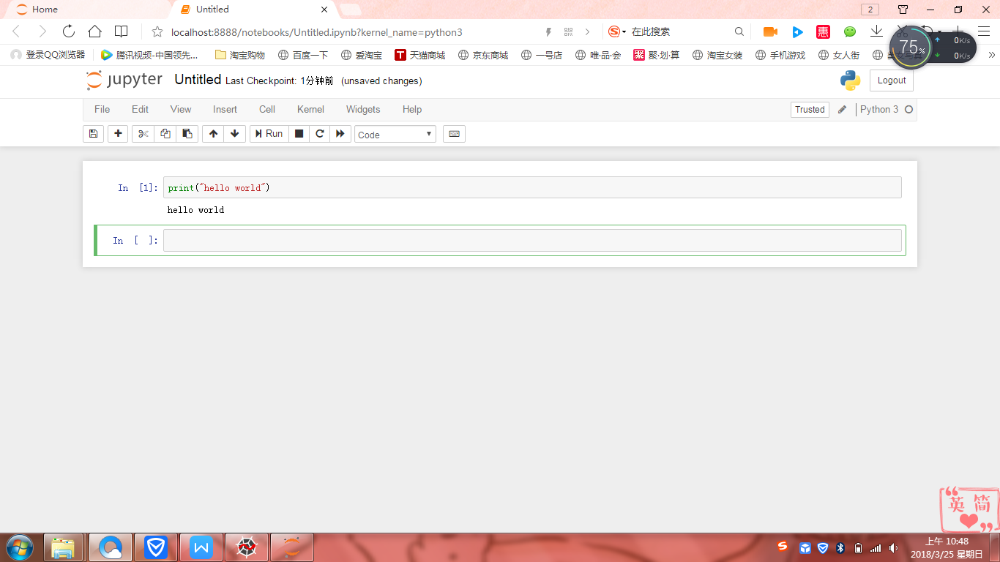 Home
Untitled
2
localhost:8888/notebooks/Untitled.ipynb?kernel_name=python3
在此搜索
惠
75%
0K/s
0K/s
登录QQ浏览器
腾讯视频-中国领先...
淘宝购物
百度一下
爱淘宝
天猫商城
京东商城
一号店
唯·品·会
聚·划·算
淘宝女装
手机游戏
女人街
jupyter
Untitled
Last Checkpoint: 1分钟前
(unsaved changes)
Logout
File
Edit
View
Insert
Cell
Kernel
Widgets
Help
Trusted
Python 3
Run
Code
In [1]:
print("hello world")
hello world
In [ ]:
英 简
上午 10:48
2018/3/25 星期日